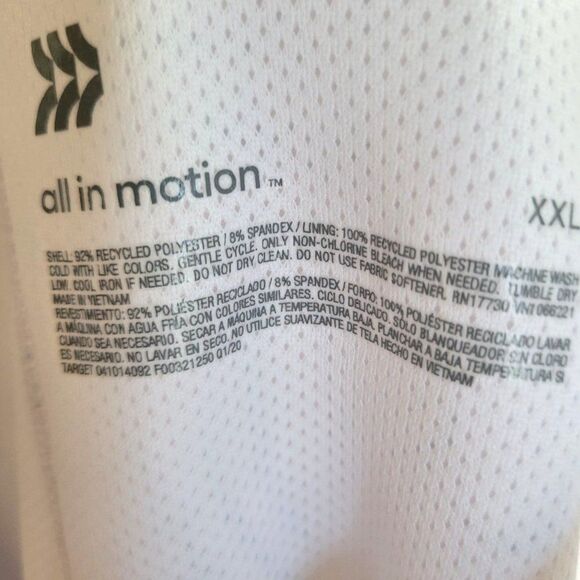 all in motion™
XXL
SHELL: 92% RECYCLED POLYESTER / 8% SPANDEX / LINING: 100% RECYCLED POLYESTER MACHINE WASH
COLD WITH LIKE COLORS. GENTLE CYCLE. ONLY NON-CHLORINE BLEACH WHEN NEEDED. TUMBLE DRY
LOW. COOL IRON IF NEEDED. DO NOT DRY CLEAN. DO NOT USE FABRIC SOFTENER. RN17730 VN1066221
MADE IN VIETNAM
REVESTIMIENTO: 92% POLIÉSTER RECICLADO / 8% SPANDEX / FORRO: 100% POLIÉSTER RECICLADO LAVAR
A MÁQUINA CON AGUA FRÍA CON COLORES SIMILARES. CICLO DELICADO. SOLO BLANQUEADOR SIN CLORO
CUANDO SEA NECESARIO. SECAR A MÁQUINA A TEMPERATURA BAJA. PLANCHAR A BAJA TEMPERATURA SI
ES NECESARIO. NO LAVAR EN SECO. NO UTILICE SUAVIZANTE DE TELA HECHO EN VIETNAM
TARGET 041014092 F00321250 Q1/20